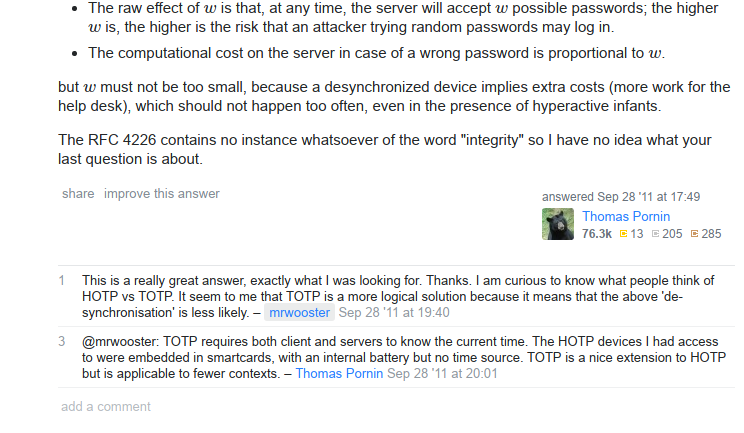 • The raw effect of w is that, at any time, the server will accept w possible passwords; the higher
w is, the higher is the risk that an attacker trying random passwords may log in.
• The computational cost on the server in case of a wrong password is proportional to w.
but w must not be too small, because a desynchronized device implies extra costs (more work for the
help desk), which should not happen too often, even in the presence of hyperactive infants.
The RFC 4226 contains no instance whatsoever of the word "integrity" so I have no idea what your
last question is about.
share improve this answer
answered Sep 28 '11 at 17:49
Thomas Pornin
76.3k 13 205 285
1 This is a really great answer, exactly what I was looking for. Thanks. I am curious to know what people think of
HOTP vs TOTP. It seem to me that TOTP is a more logical solution because it means that the above 'de-
synchronisation' is less likely. – mrwooster Sep 28 '11 at 19:40
3 @mrwooster: TOTP requires both client and servers to know the current time. The HOTP devices I had access
to were embedded in smartcards, with an internal battery but no time source. TOTP is a nice extension to HOTP
but is applicable to fewer contexts. – Thomas Pornin Sep 28 '11 at 20:01
add a comment